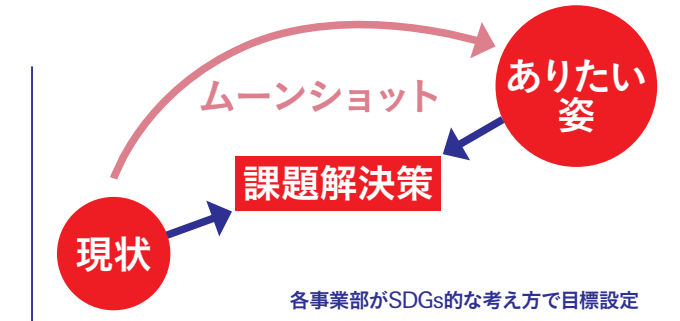 ムーンショット
ありたい
姿
課題解決策
現状
各事業部がSDGs的な考え方で目標設定